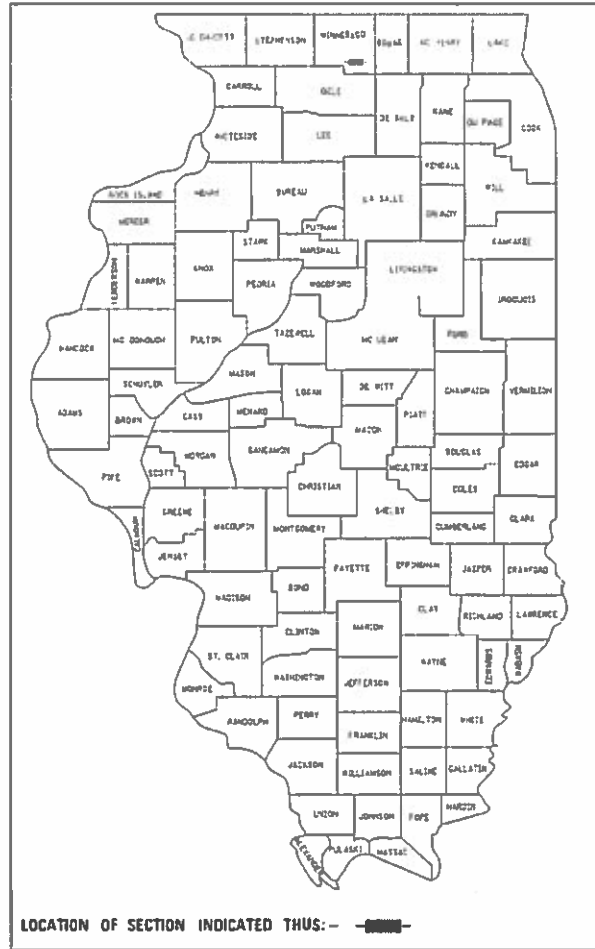 STEPHENSON WINNEBAGO BOONE MC HENRY LAKE
CARROLL OGLE
DE KALB KANE DU PAGE COOK
WHITESIDE LEE
KENDALL
ROCK ISLAND HENRY BUREAU LA SALLE GRUNDY WILL
MERCER PUTNAM
STARK MARSHALL KANKAKEE
HENDERSON WARREN KNOX PEORIA WOODFORD LIVINGSTON IROQUOIS
TAZEWELL MC LEAN FORD
HANCOCK MC DONOUGH FULTON
MASON
SCHUYLER LOGAN DE WITT CHAMPAIGN VERMILION
ADAMS BROWN CASS MENARD PIATT
MACON
MORGAN SANGAMON DOUGLAS EDGAR
PIKE SCOTT CHRISTIAN MOULTRIE COLES
GREENE SHELBY
CALHOUN MACOUPIN MONTGOMERY CUMBERLAND CLARK
JERSEY
FAYETTE EFFINGHAM JASPER CRAWFORD
MADISON BOND
CLAY RICHLAND LAWRENCE
CLINTON MARION
ST. CLAIR WAYNE EDWARDS WABASH
MONROE WASHINGTON JEFFERSON
RANDOLPH PERRY HAMILTON WHITE
FRANKLIN
JACKSON WILLIAMSON SALINE GALLATIN
UNION JOHNSON POPE HARDIN
ALEXANDER PULASKI MASSAC
LOCATION OF SECTION INDICATED THUS: -